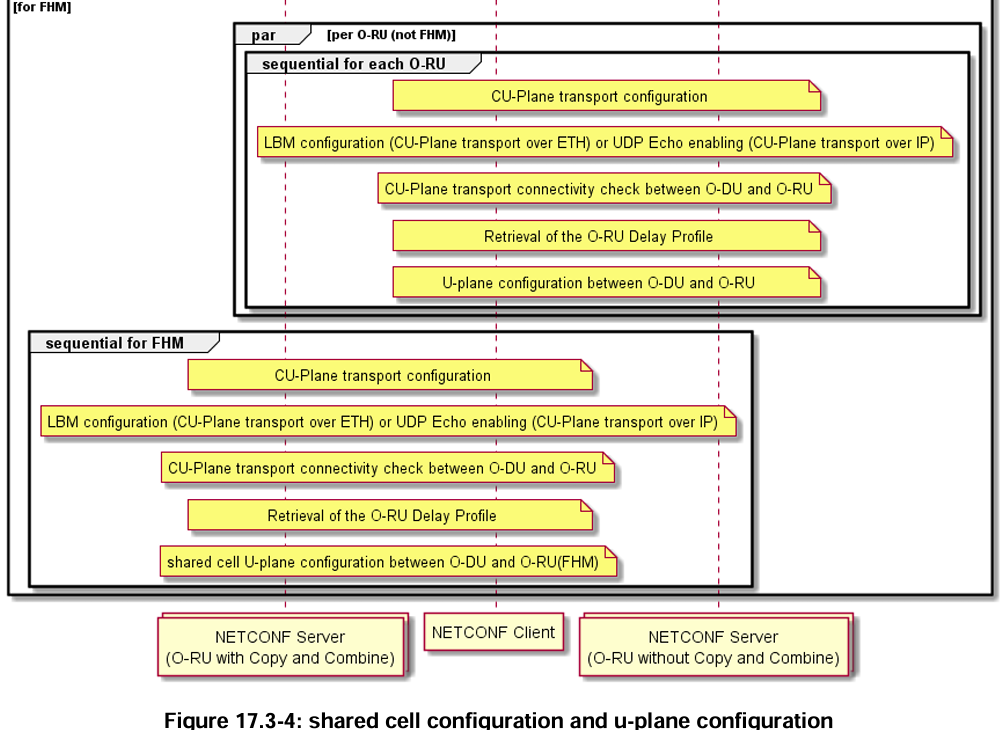 [for FHM]
par [per O-RU (not FHM)]
sequential for each O-RU
CU-Plane transport configuration
LBM configuration (CU-Plane transport over ETH) or UDP Echo enabling (CU-Plane transport over IP)
CU-Plane transport connectivity check between O-DU and O-RU
Retrieval of the O-RU Delay Profile
U-plane configuration between O-DU and O-RU
sequential for FHM
CU-Plane transport configuration
LBM configuration (CU-Plane transport over ETH) or UDP Echo enabling (CU-Plane transport over IP)
CU-Plane transport connectivity check between O-DU and O-RU
Retrieval of the O-RU Delay Profile
shared cell U-plane configuration between O-DU and O-RU(FHM)
NETCONF Server
(O-RU with Copy and Combine)
NETCONF Client
NETCONF Server
(O-RU without Copy and Combine)
Figure 17.3-4: shared cell configuration and u-plane configuration